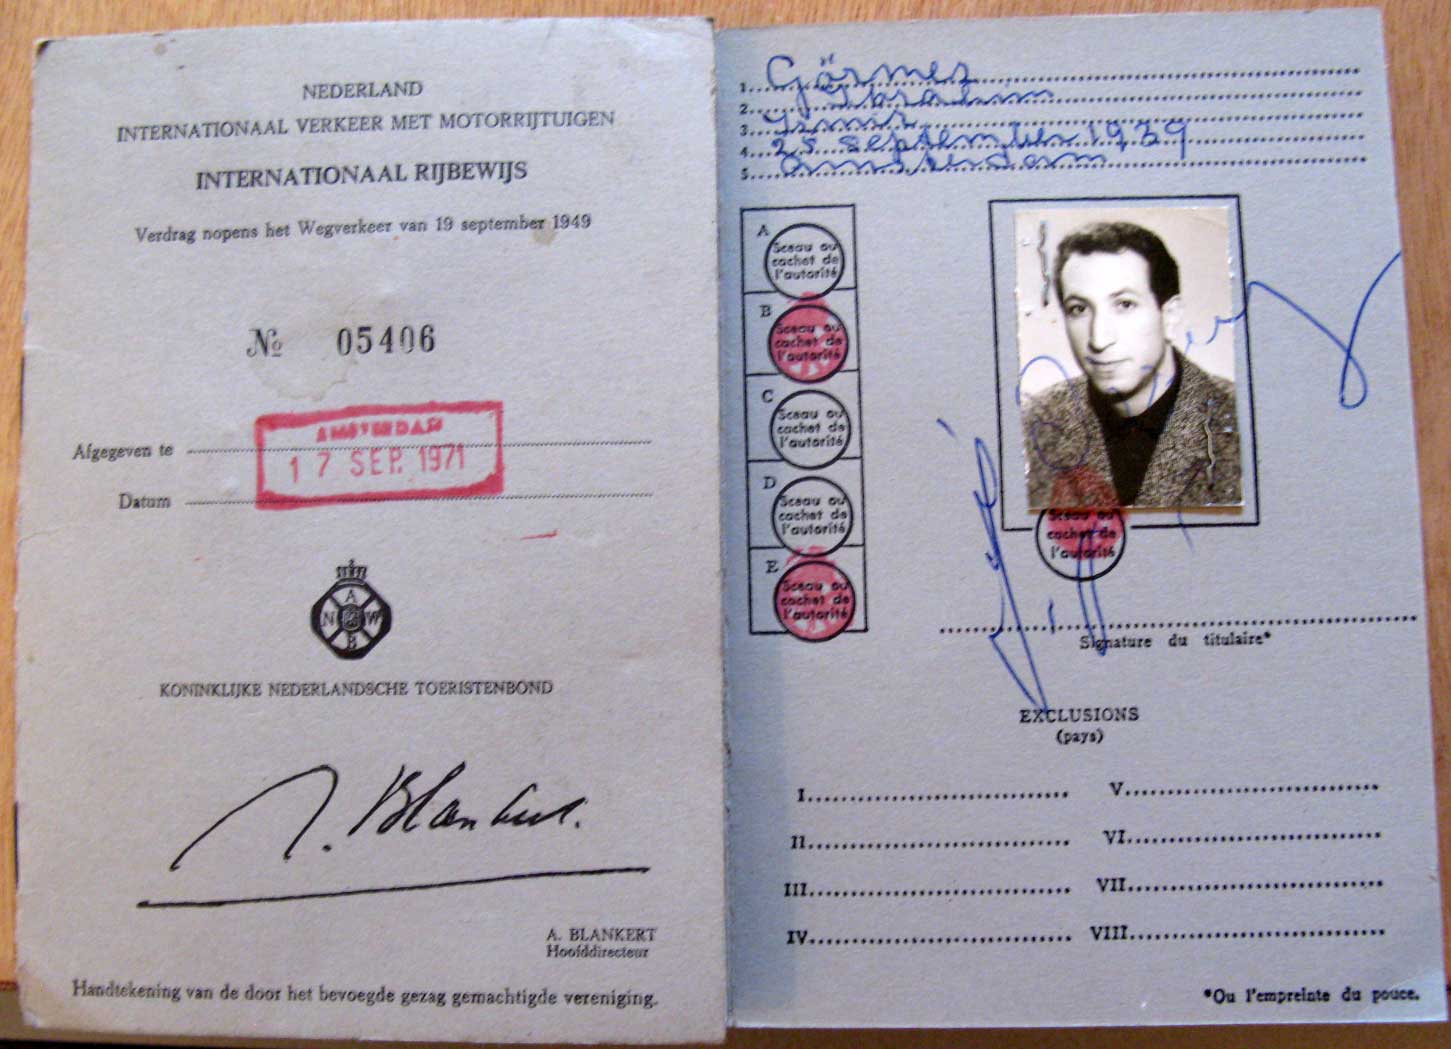 NEDERLAND
INTERNATIONAAL VERKEER MET MOTORRIJTUIGEN
INTERNATIONAAL RIJBEWIJS
Verdrag nopens het Wegverkeer van 19 september 1949
№ 05406
Afgegeven te
AMSTERDAM
17 SEP. 1971
Datum
A
N W
B
KONINKLIJKE NEDERLANDSCHE TOERISTENBOND
A. Blankert.
A. BLANKERT
Hoofddirecteur
Handtekening van de door het bevoegde gezag gemachtigde vereniging.
1. Görmez
2. Ibrahim
3. Izmir
4. 25 september 1939
5. Amsterdam
A
Sceau ou
cachet de
l'autorité
B
Sceau ou
cachet de
l'autorité
C
Sceau ou
cachet de
l'autorité
D
Sceau ou
cachet de
l'autorité
E
Sceau ou
cachet de
l'autorité
Sceau ou
cachet de
l'autorité
Signature du titulaire*
EXCLUSIONS
(pays)
I. V.
II. VI.
III. VII.
IV. VIII.
*Ou l'empreinte du pouce.